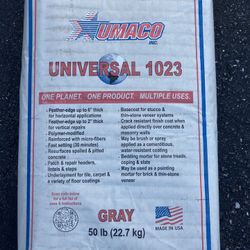 UMACO
INC.
UNIVERSAL 1023
ONE PLANET. ONE PRODUCT. MULTIPLE USES.
• Feather-edge up to 6" thick
for horizontal applications
• Feather-edge up to 2" thick
for vertical repairs
• Polymer-modified
• Reinforced with micro-fibers
• Fast setting (30 minutes)
• Resurfaces spalled & pitted
concrete
• Patch & repair headers,
lintels & steps
• Underlayment for tile, carpet &
a variety of floor coatings
• Basecoat for stucco &
thin-stone veneer systems
• Crack resistant finish coat when
applied directly over concrete &
masonry walls
• May be brush or spray
applied as a cementitious,
water-resistant coating
• Bedding mortar for stone treads,
coping & slats
• May be used as a pointing
mortar for brick & thin-stone
veneer
GRAY
50 lb (22.7 kg)
MADE IN
USA